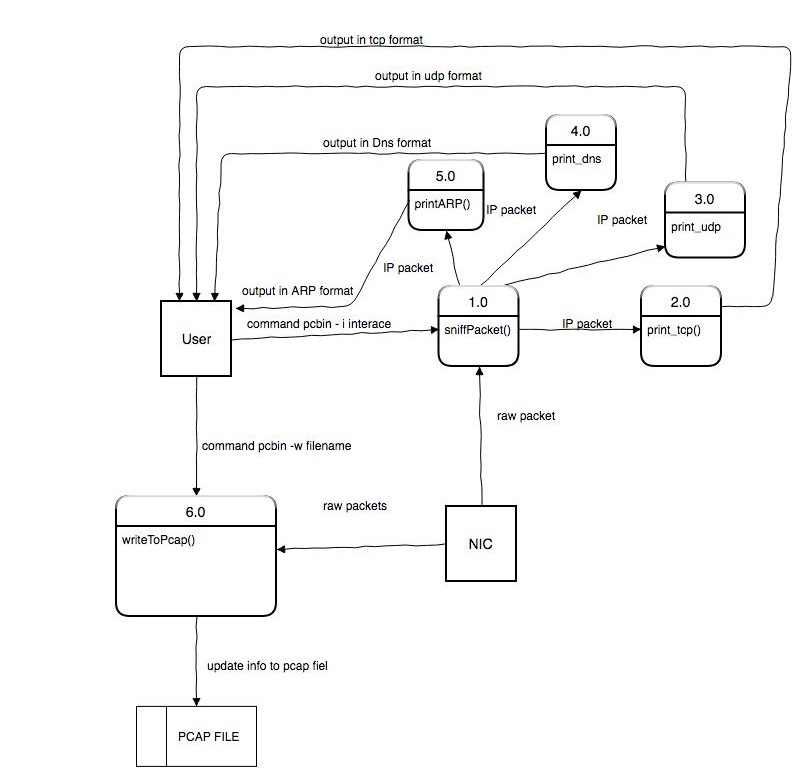 output in tcp format
output in udp format
4.0
output in Dns format
print_dns
5.0
3.0
printARP()
IP packet
IP packet
print_udp
IP packet
output in ARP format
1.0
2.0
command pcbin - i interace
IP packet
sniffPacket()
print_tcp()
User
raw packet
command pcbin -w filename
raw packets
6.0
writeToPcap()
NIC
update info to pcap fiel
PCAP FILE